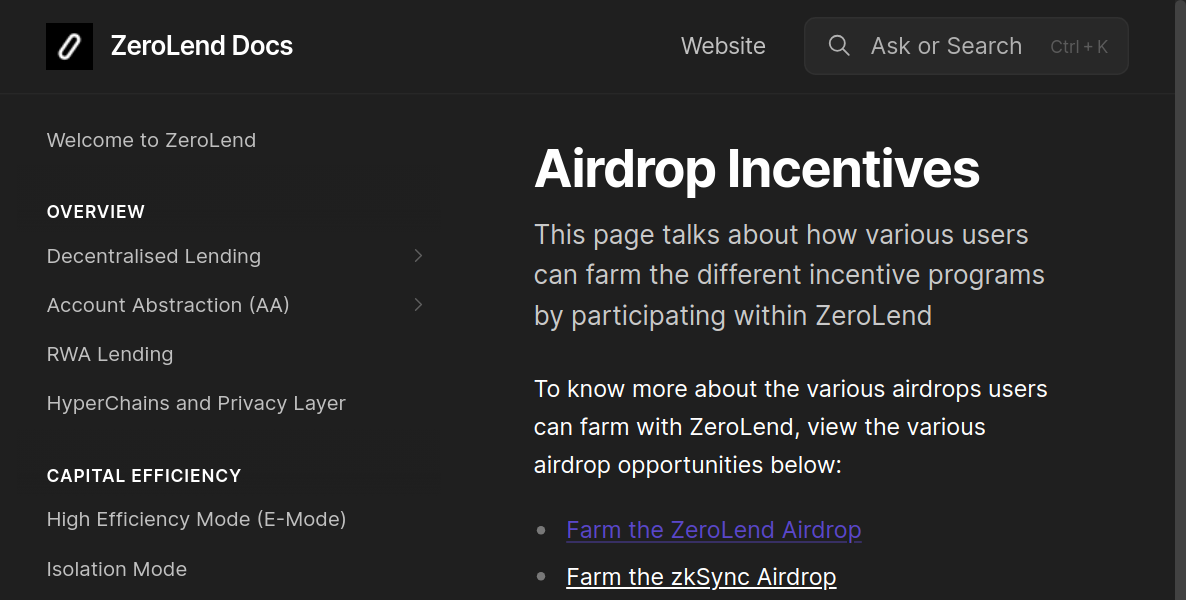 ZeroLend Docs
Website
Ask or Search
Ctrl + K
Welcome to ZeroLend
OVERVIEW
Decentralised Lending
Account Abstraction (AA)
RWA Lending
HyperChains and Privacy Layer
CAPITAL EFFICIENCY
High Efficiency Mode (E-Mode)
Isolation Mode
Airdrop Incentives
This page talks about how various users
can farm the different incentive programs
by participating within ZeroLend
To know more about the various airdrops users
can farm with ZeroLend, view the various
airdrop opportunities below:
• Farm the ZeroLend Airdrop
• Farm the zkSync Airdrop